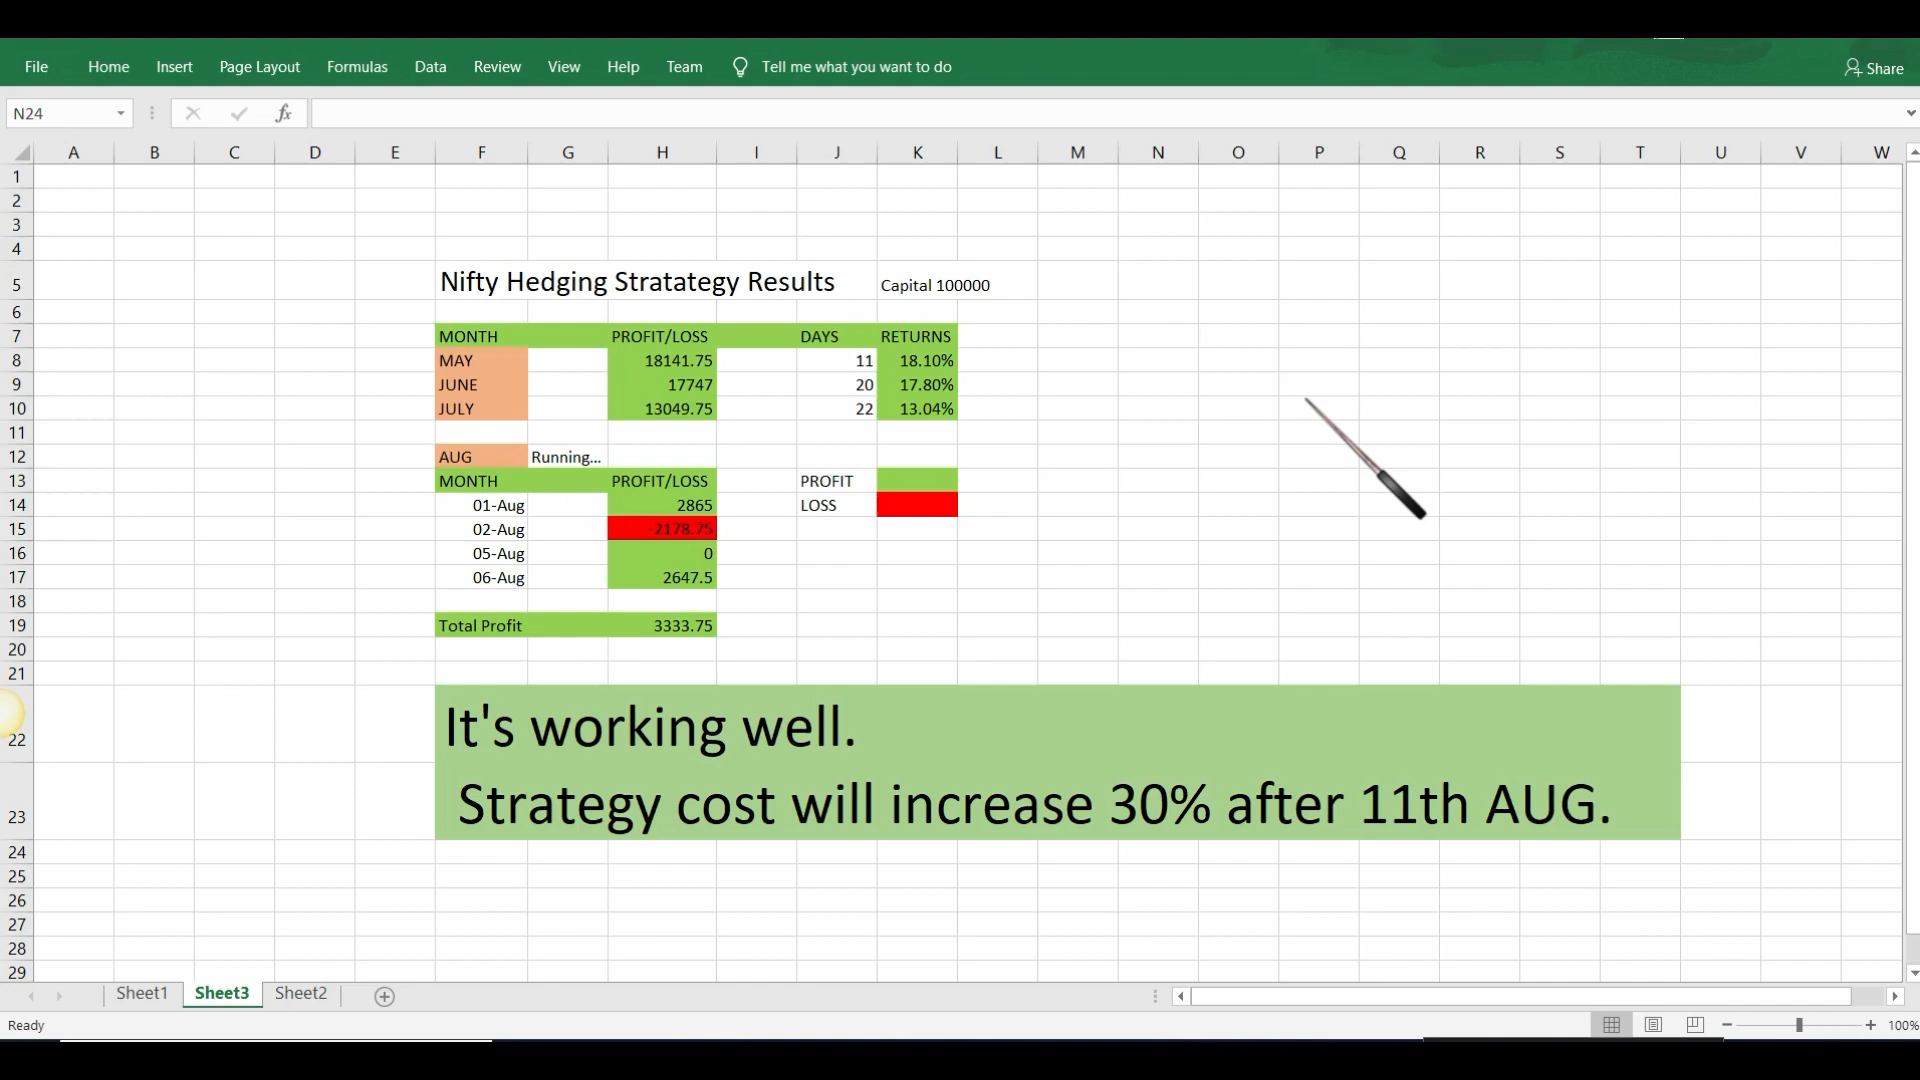 File Home Insert Page Layout Formulas Data Review View Help Team Tell me what you want to do Share
N24 fx
A B C D E F G H I J K L M N O P Q R S T U V W
1
2
3
4
5 Nifty Hedging Stratategy Results Capital 100000
6
7 MONTH PROFIT/LOSS DAYS RETURNS
8 MAY 18141.75 11 18.10%
9 JUNE 17747 20 17.80%
10 JULY 13049.75 22 13.04%
11
12 AUG Running...
13 MONTH PROFIT/LOSS PROFIT
14 01-Aug 2865 LOSS
15 02-Aug -2178.75
16 05-Aug 0
17 06-Aug 2647.5
18
19 Total Profit 3333.75
20
21
22 It's working well.
23 Strategy cost will increase 30% after 11th AUG.
24
25
26
27
28
29
Sheet1 Sheet3 Sheet2
Ready 100%